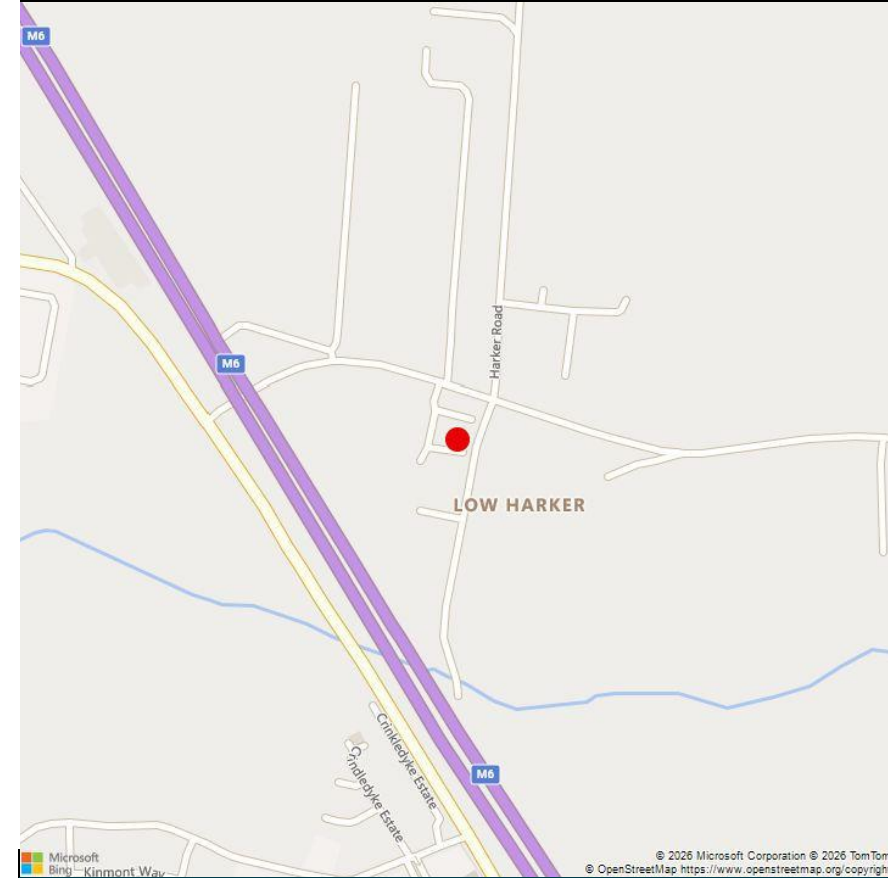 M6
M6
Harker Road
LOW HARKER
Crinkledyke Estate
Crindledyke Estate
M6
Microsoft
Bing
Kinmont Way
© 2026 Microsoft Corporation © 2026 TomTom
© OpenStreetMap https://www.openstreetmap.org/copyright